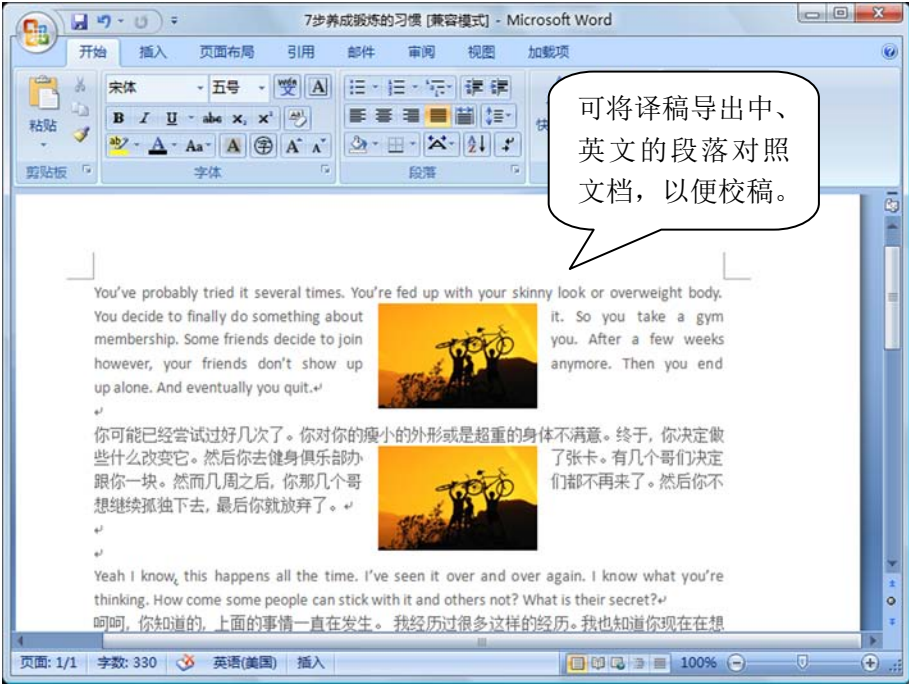 7步养成锻炼的习惯 [兼容模式] - Microsoft Word
开始 插入 页面布局 引用 邮件 审阅 视图 加载项
宋体 五号 wén 文 A
粘贴
B I U abe x₂ x²
ab A Aa A 字 A A
快
剪贴板 字体 段落
可将译稿导出中、
英文的段落对照
文档，以便校稿。
You've probably tried it several times. You're fed up with your skinny look or overweight body.
You decide to finally do something about it. So you take a gym
membership. Some friends decide to join you. After a few weeks
however, your friends don't show up anymore. Then you end
up alone. And eventually you quit.
你可能已经尝试过好几次了。你对你的瘦小的外形或是超重的身体不满意。终于, 你决定做
些什么改变它。然后你去健身俱乐部办 了张卡。有几个哥们决定
跟你一块。然而几周之后, 你那几个哥 们都不再来了。然后你不
想继续孤独下去, 最后你就放弃了。
Yeah I know, this happens all the time. I've seen it over and over again. I know what you're
thinking. How come some people can stick with it and others not? What is their secret?
呵呵, 你知道的, 上面的事情一直在发生。 我经历过很多这样的经历。我也知道你现在在想
页面: 1/1 字数: 330 英语(美国) 插入 100%